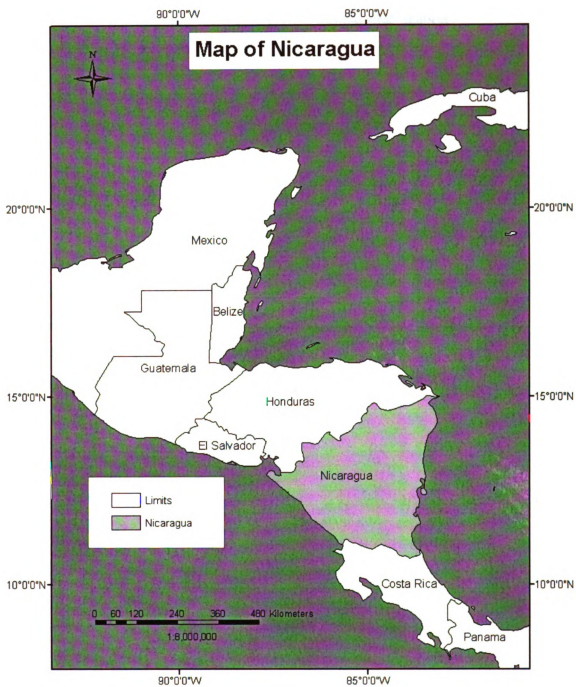 90°0'0"W 85°0'0"W
Map of Nicaragua
Cuba
20°0'0"N 20°0'0"N
Mexico
Belize
Guatemala
15°0'0"N 15°0'0"N
Honduras
El Salvador
Nicaragua
Limits
Nicaragua
10°0'0"N 10°0'0"N
Costa Rica
0 60 120 240 360 480 Kilometers
1:8,000,000
Panama
90°0'0"W 85°0'0"W